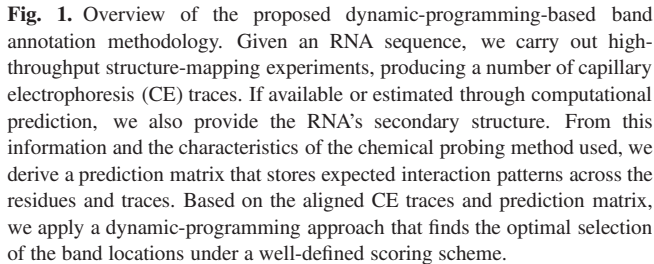 Fig. 1. Overview of the proposed dynamic-programming-based band
annotation methodology. Given an RNA sequence, we carry out high-
throughput structure-mapping experiments, producing a number of capillary
electrophoresis (CE) traces. If available or estimated through computational
prediction, we also provide the RNA's secondary structure. From this
information and the characteristics of the chemical probing method used, we
derive a prediction matrix that stores expected interaction patterns across the
residues and traces. Based on the aligned CE traces and prediction matrix,
we apply a dynamic-programming approach that finds the optimal selection
of the band locations under a well-defined scoring scheme.